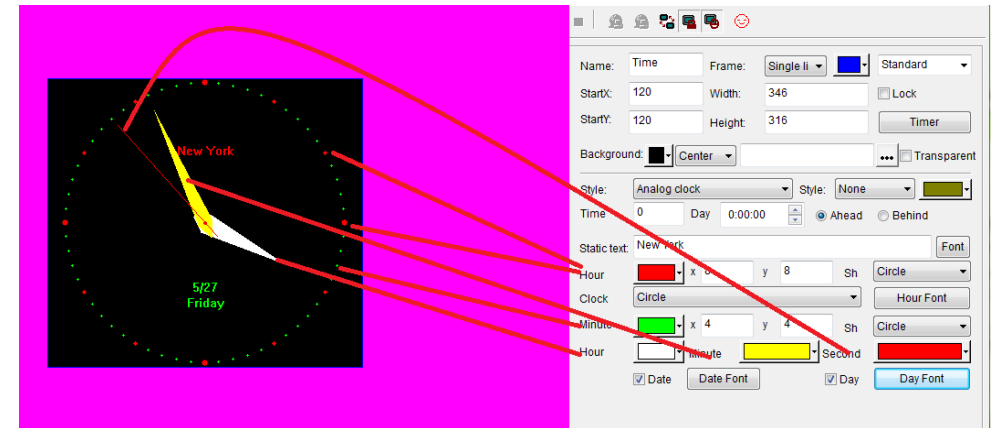 New York
5/27
Friday
Name: Time Frame: Single li Standard
StartX: 120 Width: 346 Lock
StartY: 120 Height: 316 Timer
Background: Center ... Transparent
Style: Analog clock Style: None
Time 0 Day 0:00:00 Ahead Behind
Static text: New York Font
Hour x 8 y 8 Sh Circle
Clock Circle Hour Font
Minute x 4 y 4 Sh Circle
Hour Minute Second
Date Date Font Day Day Font